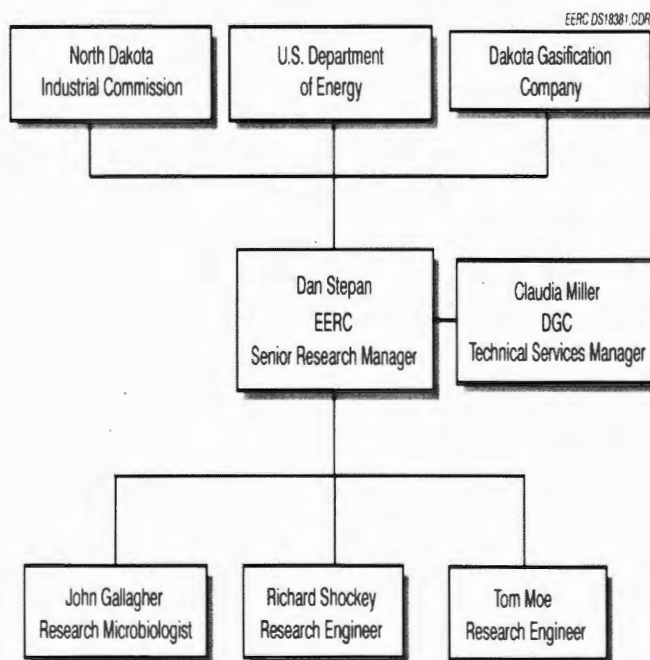 EERC DS18381.CDR
North Dakota
Industrial Commission
U.S. Department
of Energy
Dakota Gasification
Company
Dan Stepan
EERC
Senior Research Manager
Claudia Miller
DGC
Technical Services Manager
John Gallagher
Research Microbiologist
Richard Shockey
Research Engineer
Tom Moe
Research Engineer